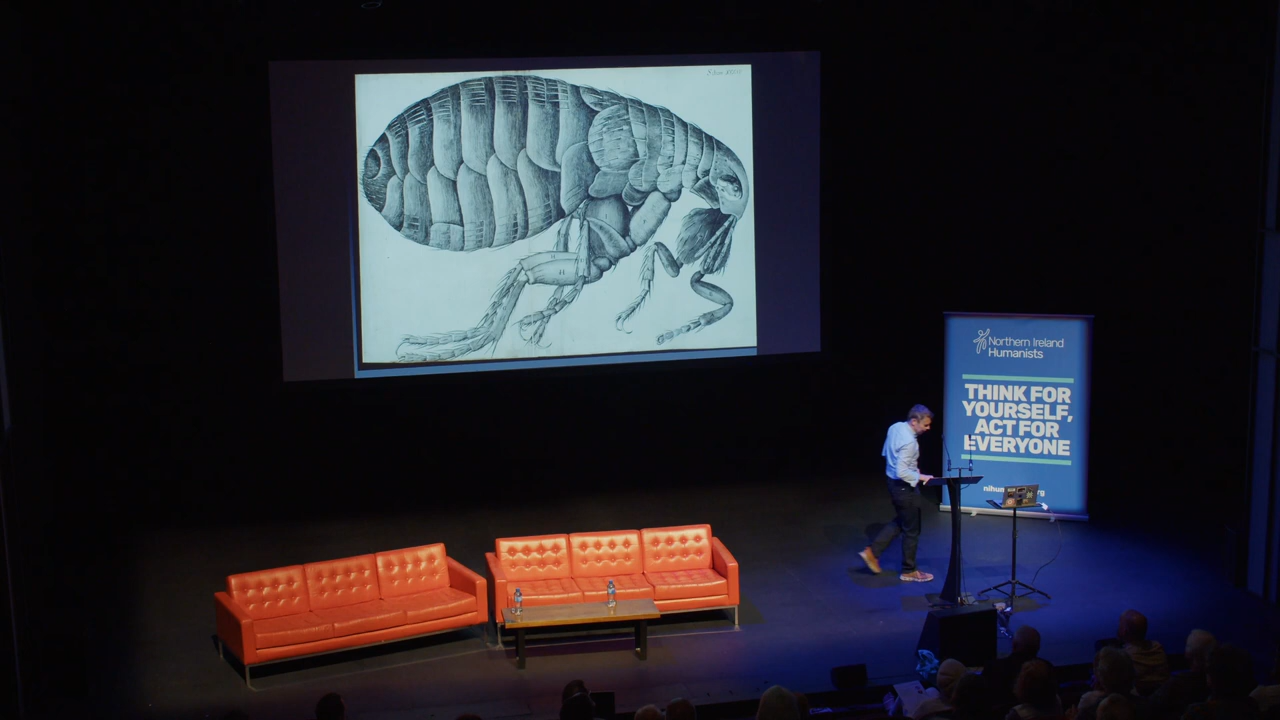 Northern Ireland
Humanists
THINK FOR
YOURSELF,
ACT FOR
EVERYONE